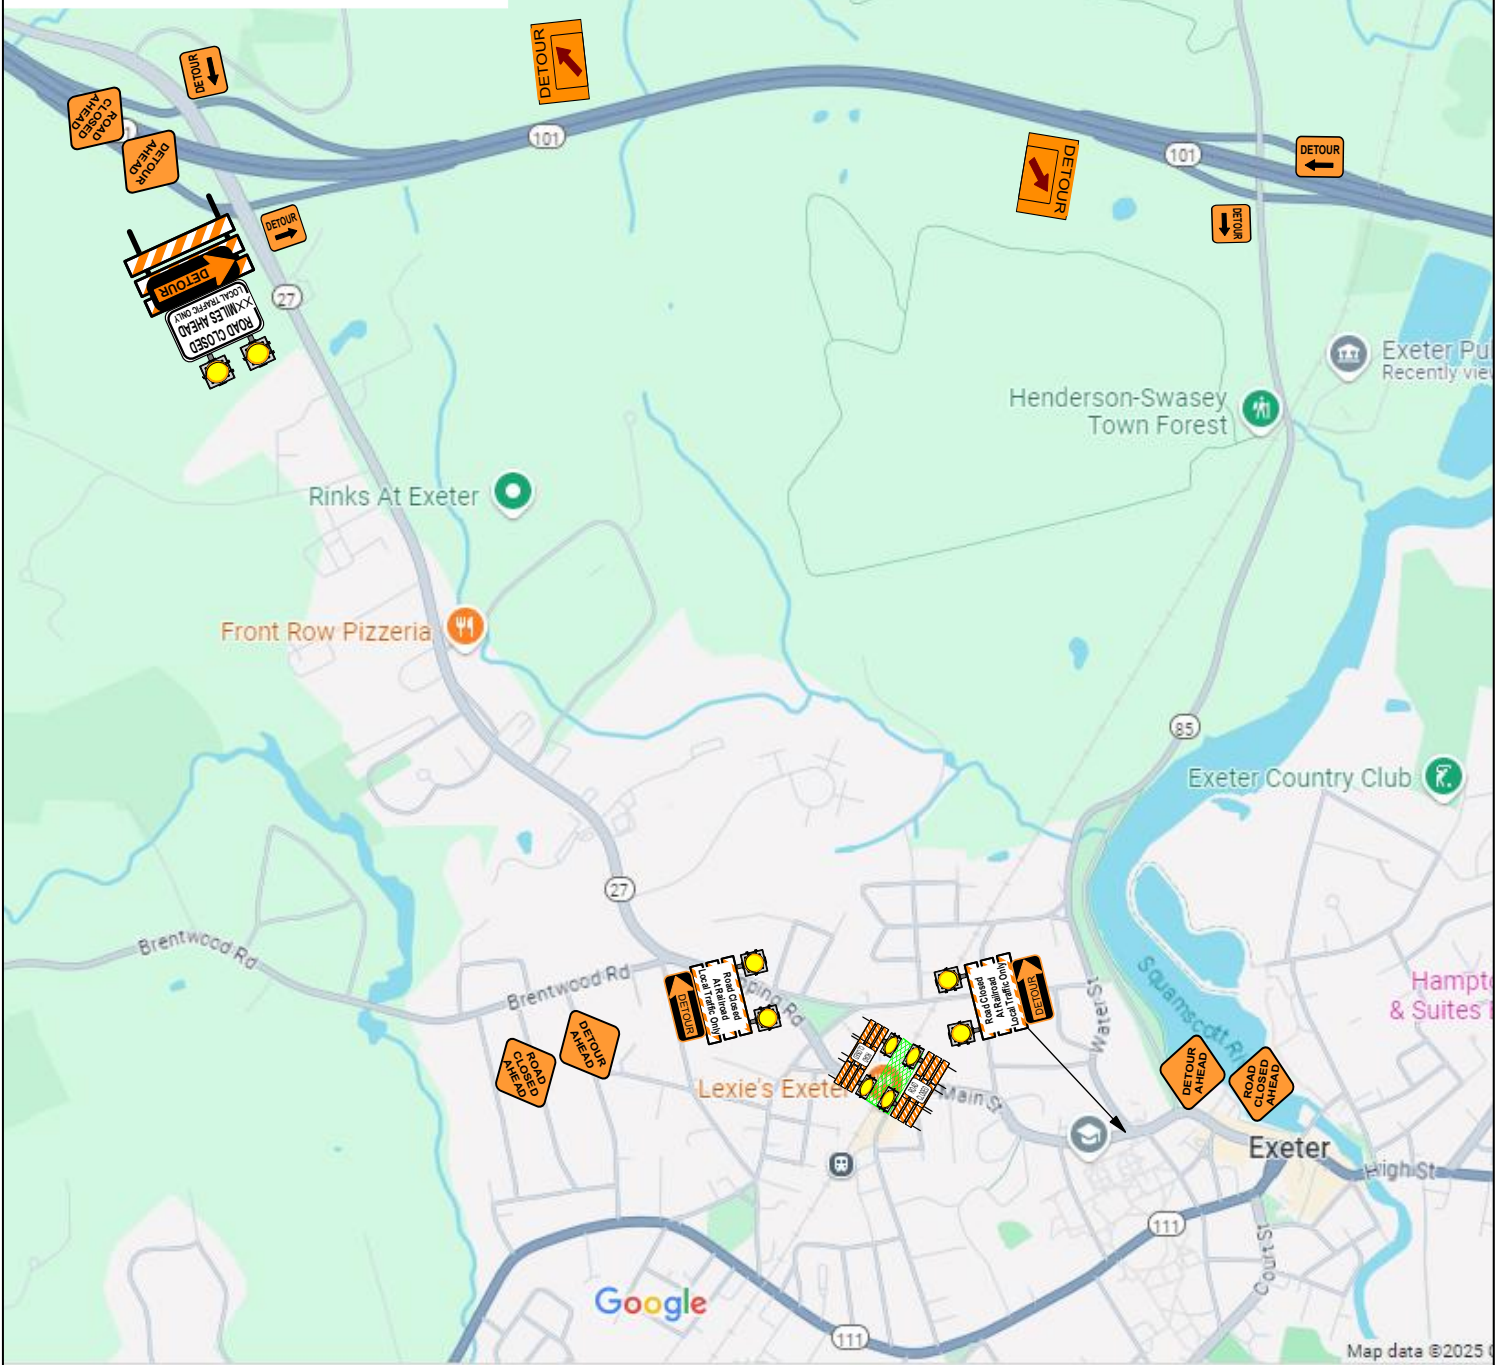 DETOUR
DETOUR
ROAD
CLOSED
AHEAD
DETOUR
AHEAD
101
DETOUR
101
DETOUR
DETOUR
DETOUR
DETOUR
ROAD CLOSED
XXMILES AHEAD
LOCAL TRAFFIC ONLY
27
Exeter Pu
Recently vie
Henderson-Swasey
Town Forest
Rinks At Exeter
Front Row Pizzeria
85
Exeter Country Club
27
Brentwood Rd
Brentwood Rd
DETOUR
Road Closed
At Railroad
Local Traffic Only
pping Rd
Road Closed
At Railroad
Local Traffic Only
DETOUR
Water St
Squamscott Ri
Hampt
& Suites
ROAD
CLOSED
AHEAD
DETOUR
AHEAD
Lexie's Exeter
Main St
DETOUR
AHEAD
ROAD
CLOSED
AHEAD
Exeter
High St
111
Court St
Google
111
Map data ©2025